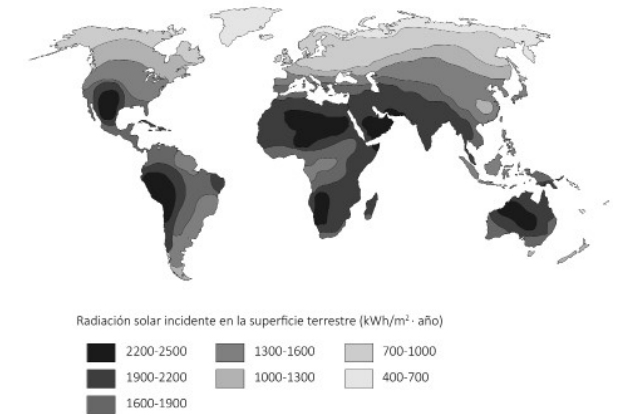 Radiación solar incidente en la superficie terrestre (kWh/m² · año)
2200-2500 1300-1600 700-1000
1900-2200 1000-1300 400-700
1600-1900